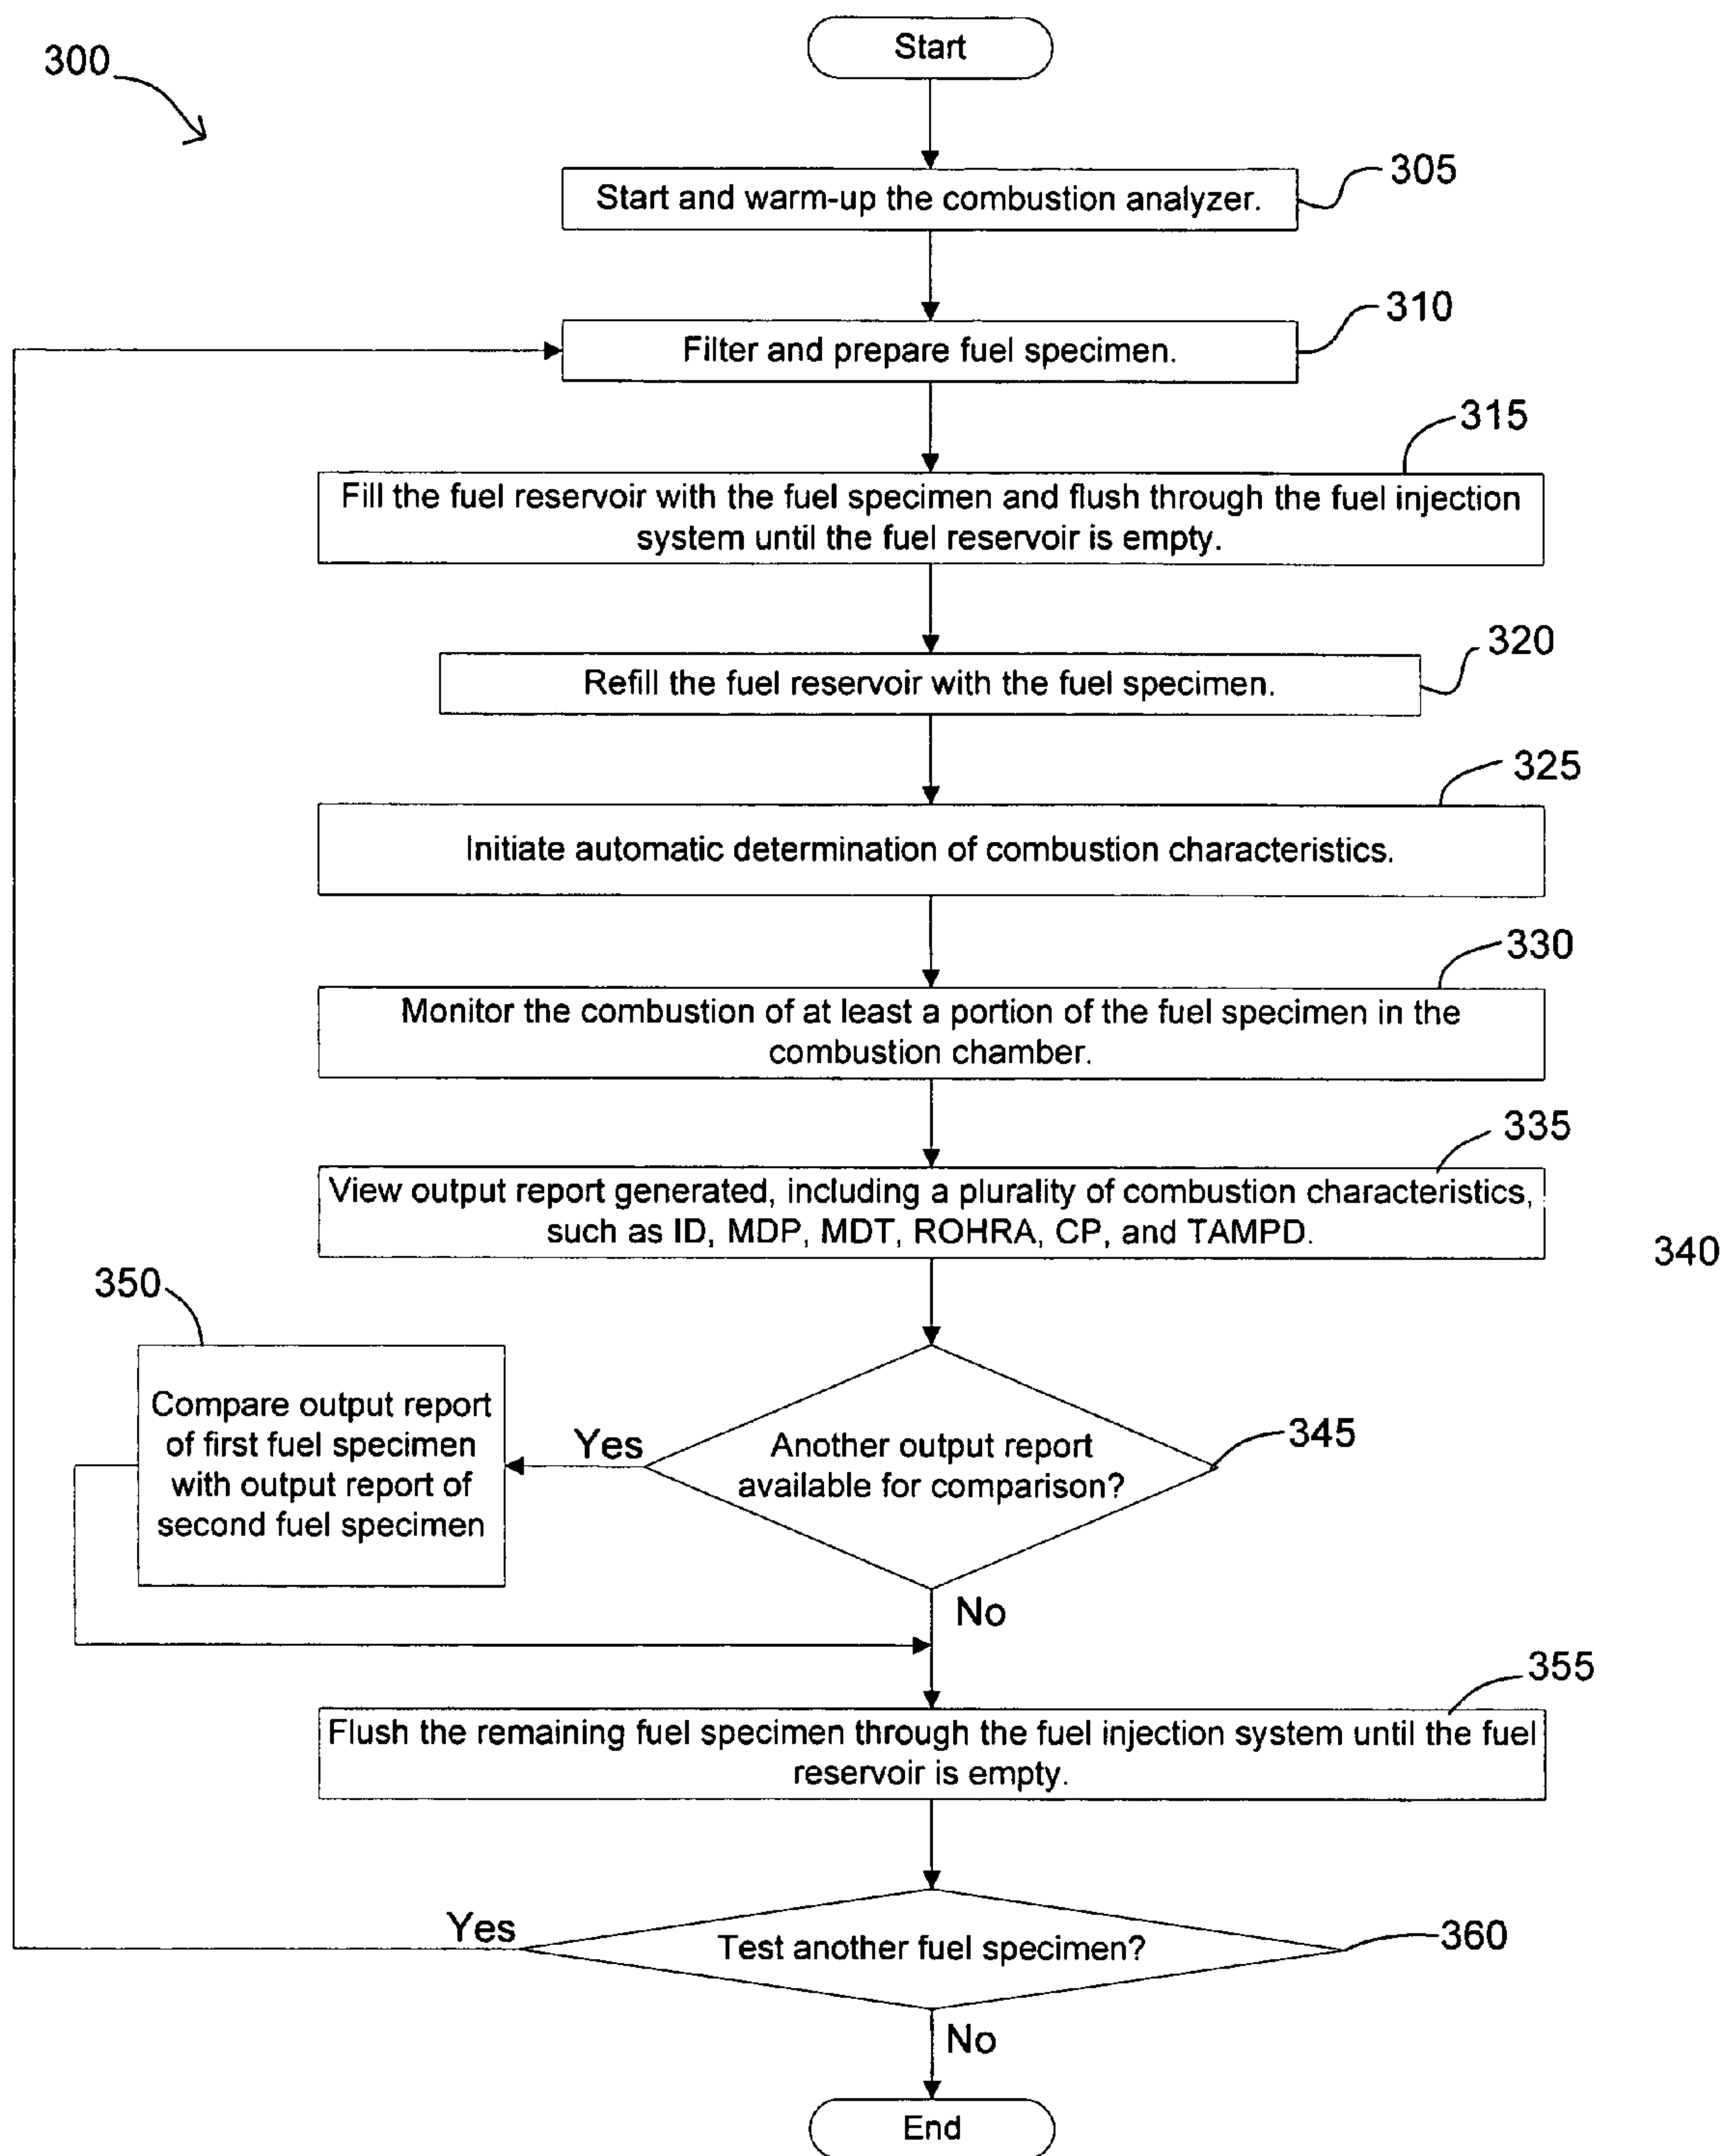 Start
300
305
Start and warm-up the combustion analyzer.
310
Filter and prepare fuel specimen.
315
Fill the fuel reservoir with the fuel specimen and flush through the fuel injection
system until the fuel reservoir is empty.
320
Refill the fuel reservoir with the fuel specimen.
325
Initiate automatic determination of combustion characteristics.
330
Monitor the combustion of at least a portion of the fuel specimen in the
combustion chamber.
335
View output report generated, including a plurality of combustion characteristics,
such as ID, MDP, MDT, ROHRA, CP, and TAMPD.
340
350
Compare output report
of first fuel specimen
with output report of
second fuel specimen
Yes
Another output report
available for comparison?
345
No
355
Flush the remaining fuel specimen through the fuel injection system until the fuel
reservoir is empty.
Yes
Test another fuel specimen?
360
No
End